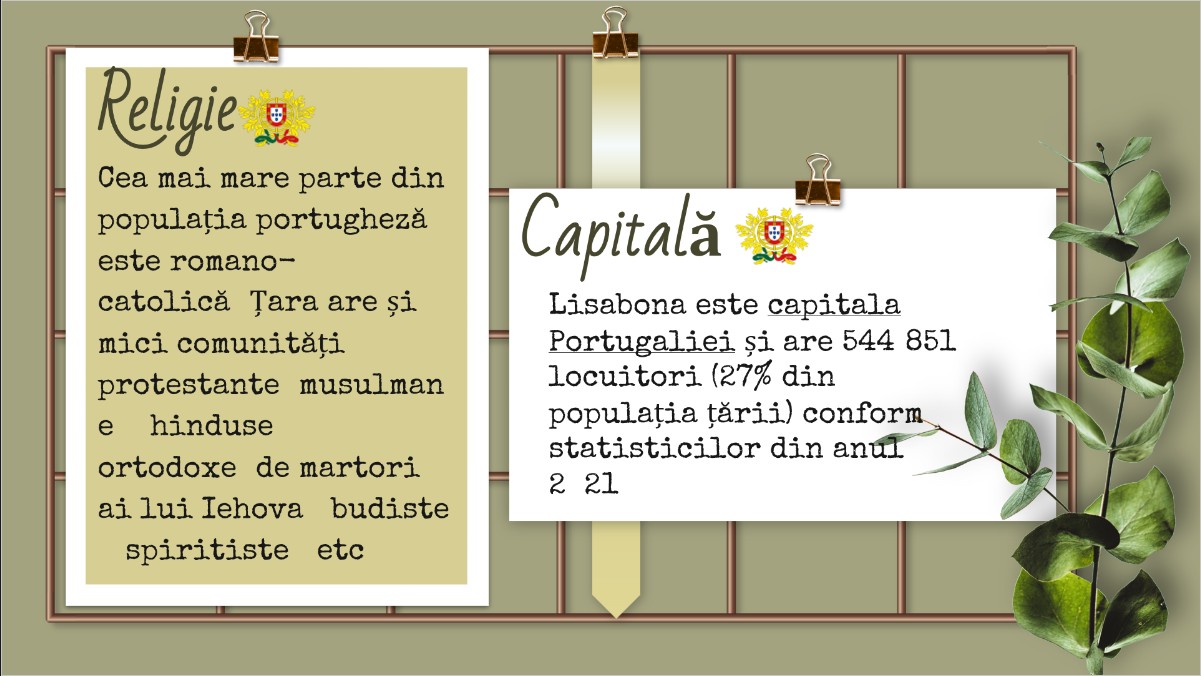 Religie
Cea mai mare parte din
populația portugheză
este romano-
catolică Țara are și
mici comunități
protestante musulman
e hinduse
ortodoxe de martori
ai lui Iehova budiste
spiritiste etc
Capitală
Lisabona este capitala
Portugaliei și are 544 851
locuitori (27% din
populația țării) conform
statisticilor din anul
2 21